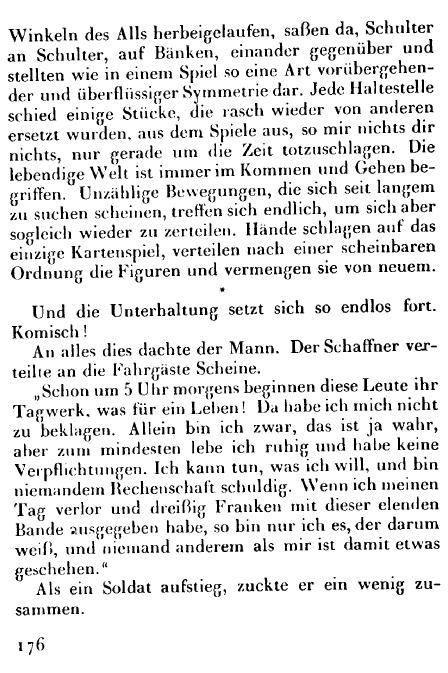 Winkeln des Alls herbeigelaufen, saßen da, Schulter
an Schulter, auf Bänken, einander gegenüber und
stellten wie in einem Spiel so eine Art vorübergehen-
der und überflüssiger Symmetrie dar. Jede Haltestelle
schied einige Stücke, die rasch wieder von anderen
ersetzt wurden, aus dem Spiele aus, so mir nichts dir
nichts, nur gerade um die Zeit totzuschlagen. Die
lebendige Welt ist immer im Kommen und Gehen be-
griffen. Unzählige Bewegungen, die sich seit langem
zu suchen scheinen, treffen sich endlich, um sich aber
sogleich wieder zu zerteilen. Hände schlagen auf das
einzige Kartenspiel, verteilen nach einer scheinbaren
Ordnung die Figuren und vermengen sie von neuem.
*
Und die Unterhaltung setzt sich so endlos fort.
Komisch!
An alles dies dachte der Mann. Der Schaffner ver-
teilte an die Fahrgäste Scheine.
„Schon um 5 Uhr morgens beginnen diese Leute ihr
Tagwerk, was für ein Leben! Da habe ich mich nicht
zu beklagen. Allein bin ich zwar, das ist ja wahr,
aber zum mindesten lebe ich ruhig und habe keine
Verpflichtungen. Ich kann tun, was ich will, und bin
niemandem Rechenschaft schuldig. Wenn ich meinen
Tag verlor und dreißig Franken mit dieser elenden
Bande ausgegeben habe, so bin nur ich es, der darum
weiß, und niemand anderem als mir ist damit etwas
geschehen.“
Als ein Soldat aufstieg, zuckte er ein wenig zu-
sammen.
176